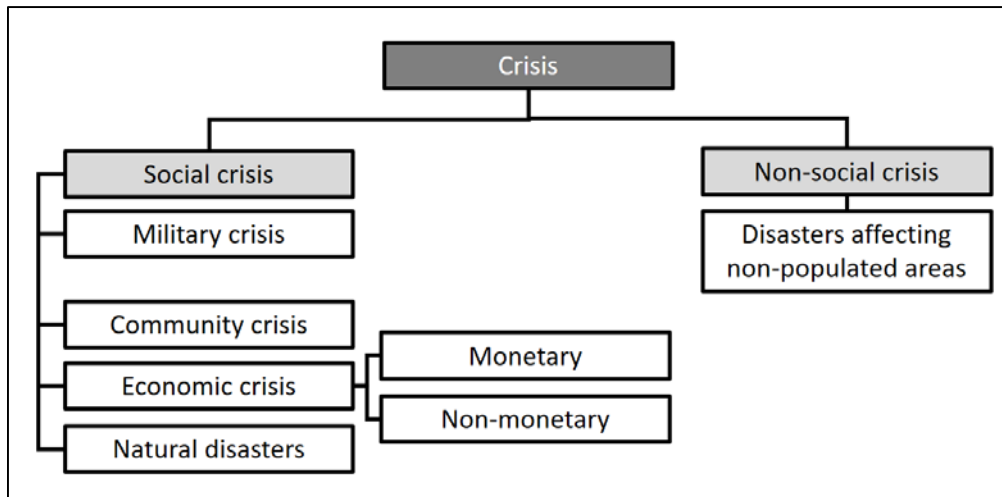 Crisis
Social crisis
Non-social crisis
Military crisis
Disasters affecting
non-populated areas
Community crisis
Economic crisis
Monetary
Non-monetary
Natural disasters